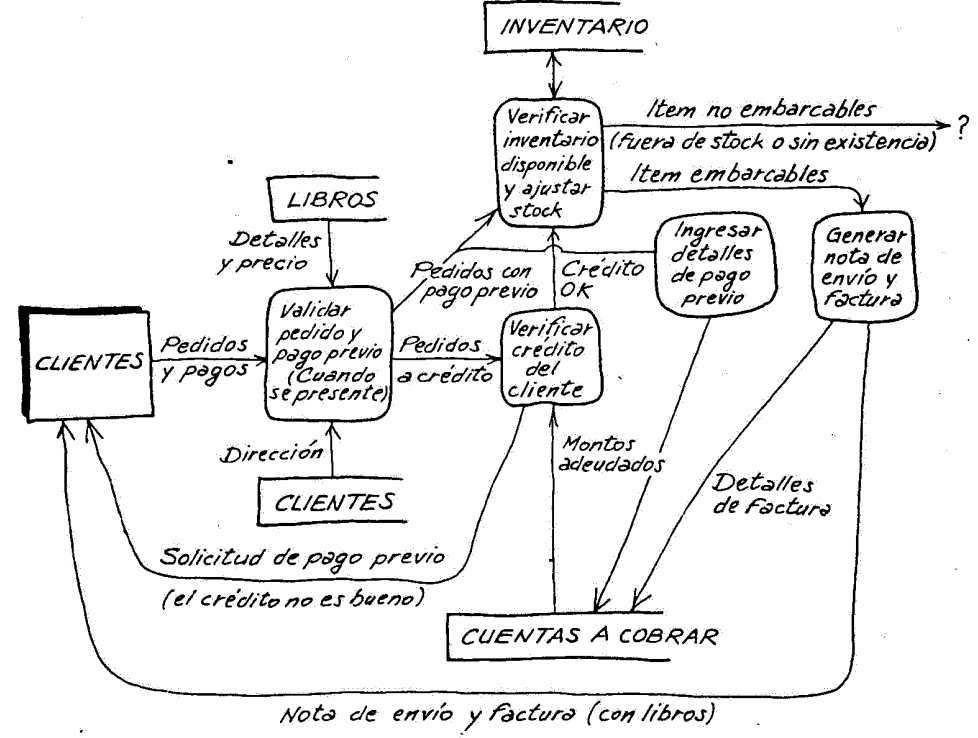 INVENTARIO
Verificar
inventario
disponible
y ajustar
stock
Item no embarcables
(fuera de stock o sin existencia)
?
Item embarcables
LIBROS
Detalles
y precio
Ingresar
detalles
de pago
previo
Generar
nota de
envío y
factura
Pedidos con
pago previo
Crédito
OK
CLIENTES
Pedidos
y pagos
Validar
pedido y
pago previo
(Cuando
se presente)
Pedidos
a crédito
Verificar
credito
del
cliente
Dirección
CLIENTES
Montos
adeudados
Detalles
de Factura
Solicitud de pago previo
(el crédito no es bueno)
CUENTAS A COBRAR
Nota de envío y factura (con libros)